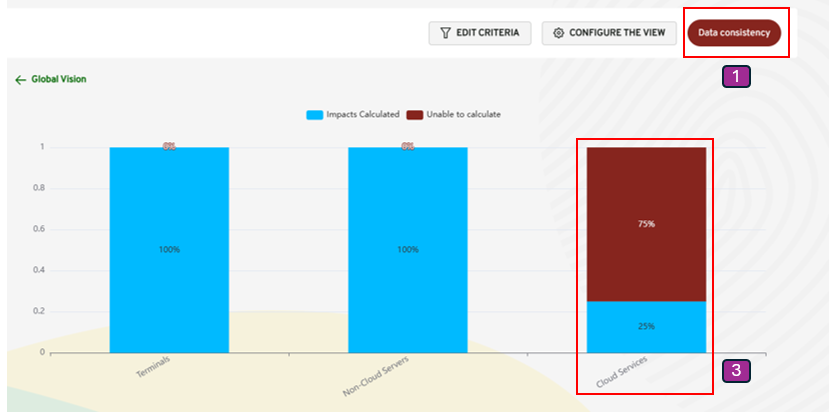 EDIT CRITERIA
CONFIGURE THE VIEW
Data consistency
1
← Global Vision
Impacts Calculated
Unable to calculate
1
0.8
0.6
0.4
0.2
0
0%
0%
100%
100%
75%
25%
Terminals
Non-Cloud Servers
Cloud Services
3